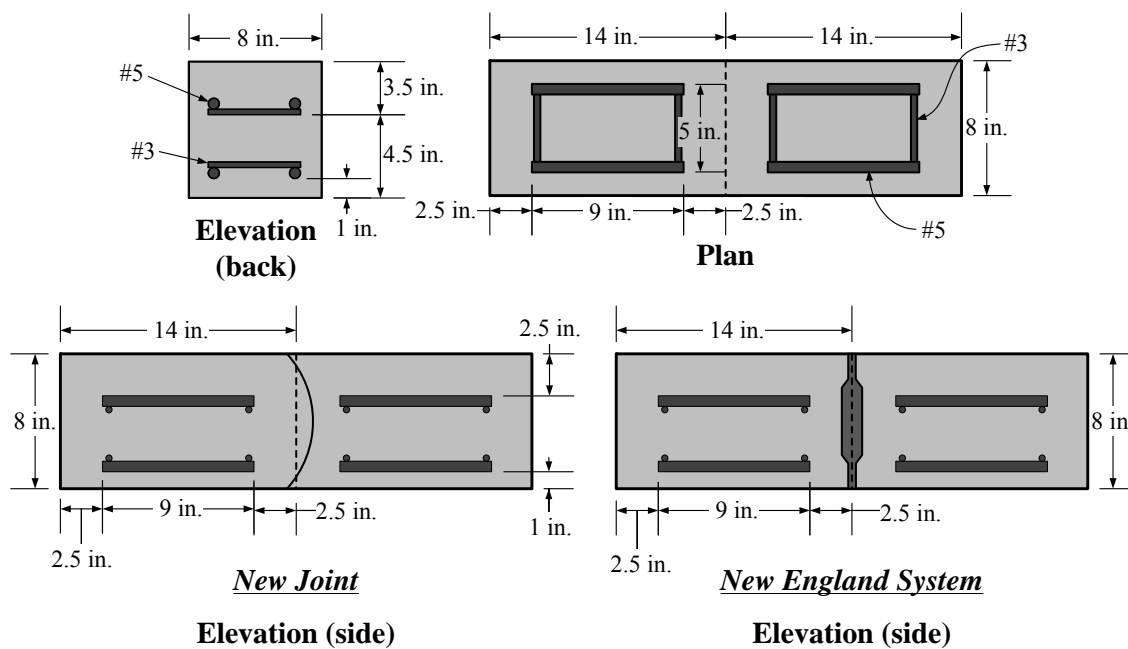 8 in.
#5
3.5 in.
#3
4.5 in.
1 in.
Elevation
(back)
14 in.
14 in.
#3
5 in.
8 in.
2.5 in.
9 in.
2.5 in.
#5
Plan
14 in.
2.5 in.
8 in.
9 in.
2.5 in.
1 in.
2.5 in.
New Joint
Elevation (side)
14 in.
8 in
9 in.
2.5 in.
2.5 in.
New England System
Elevation (side)